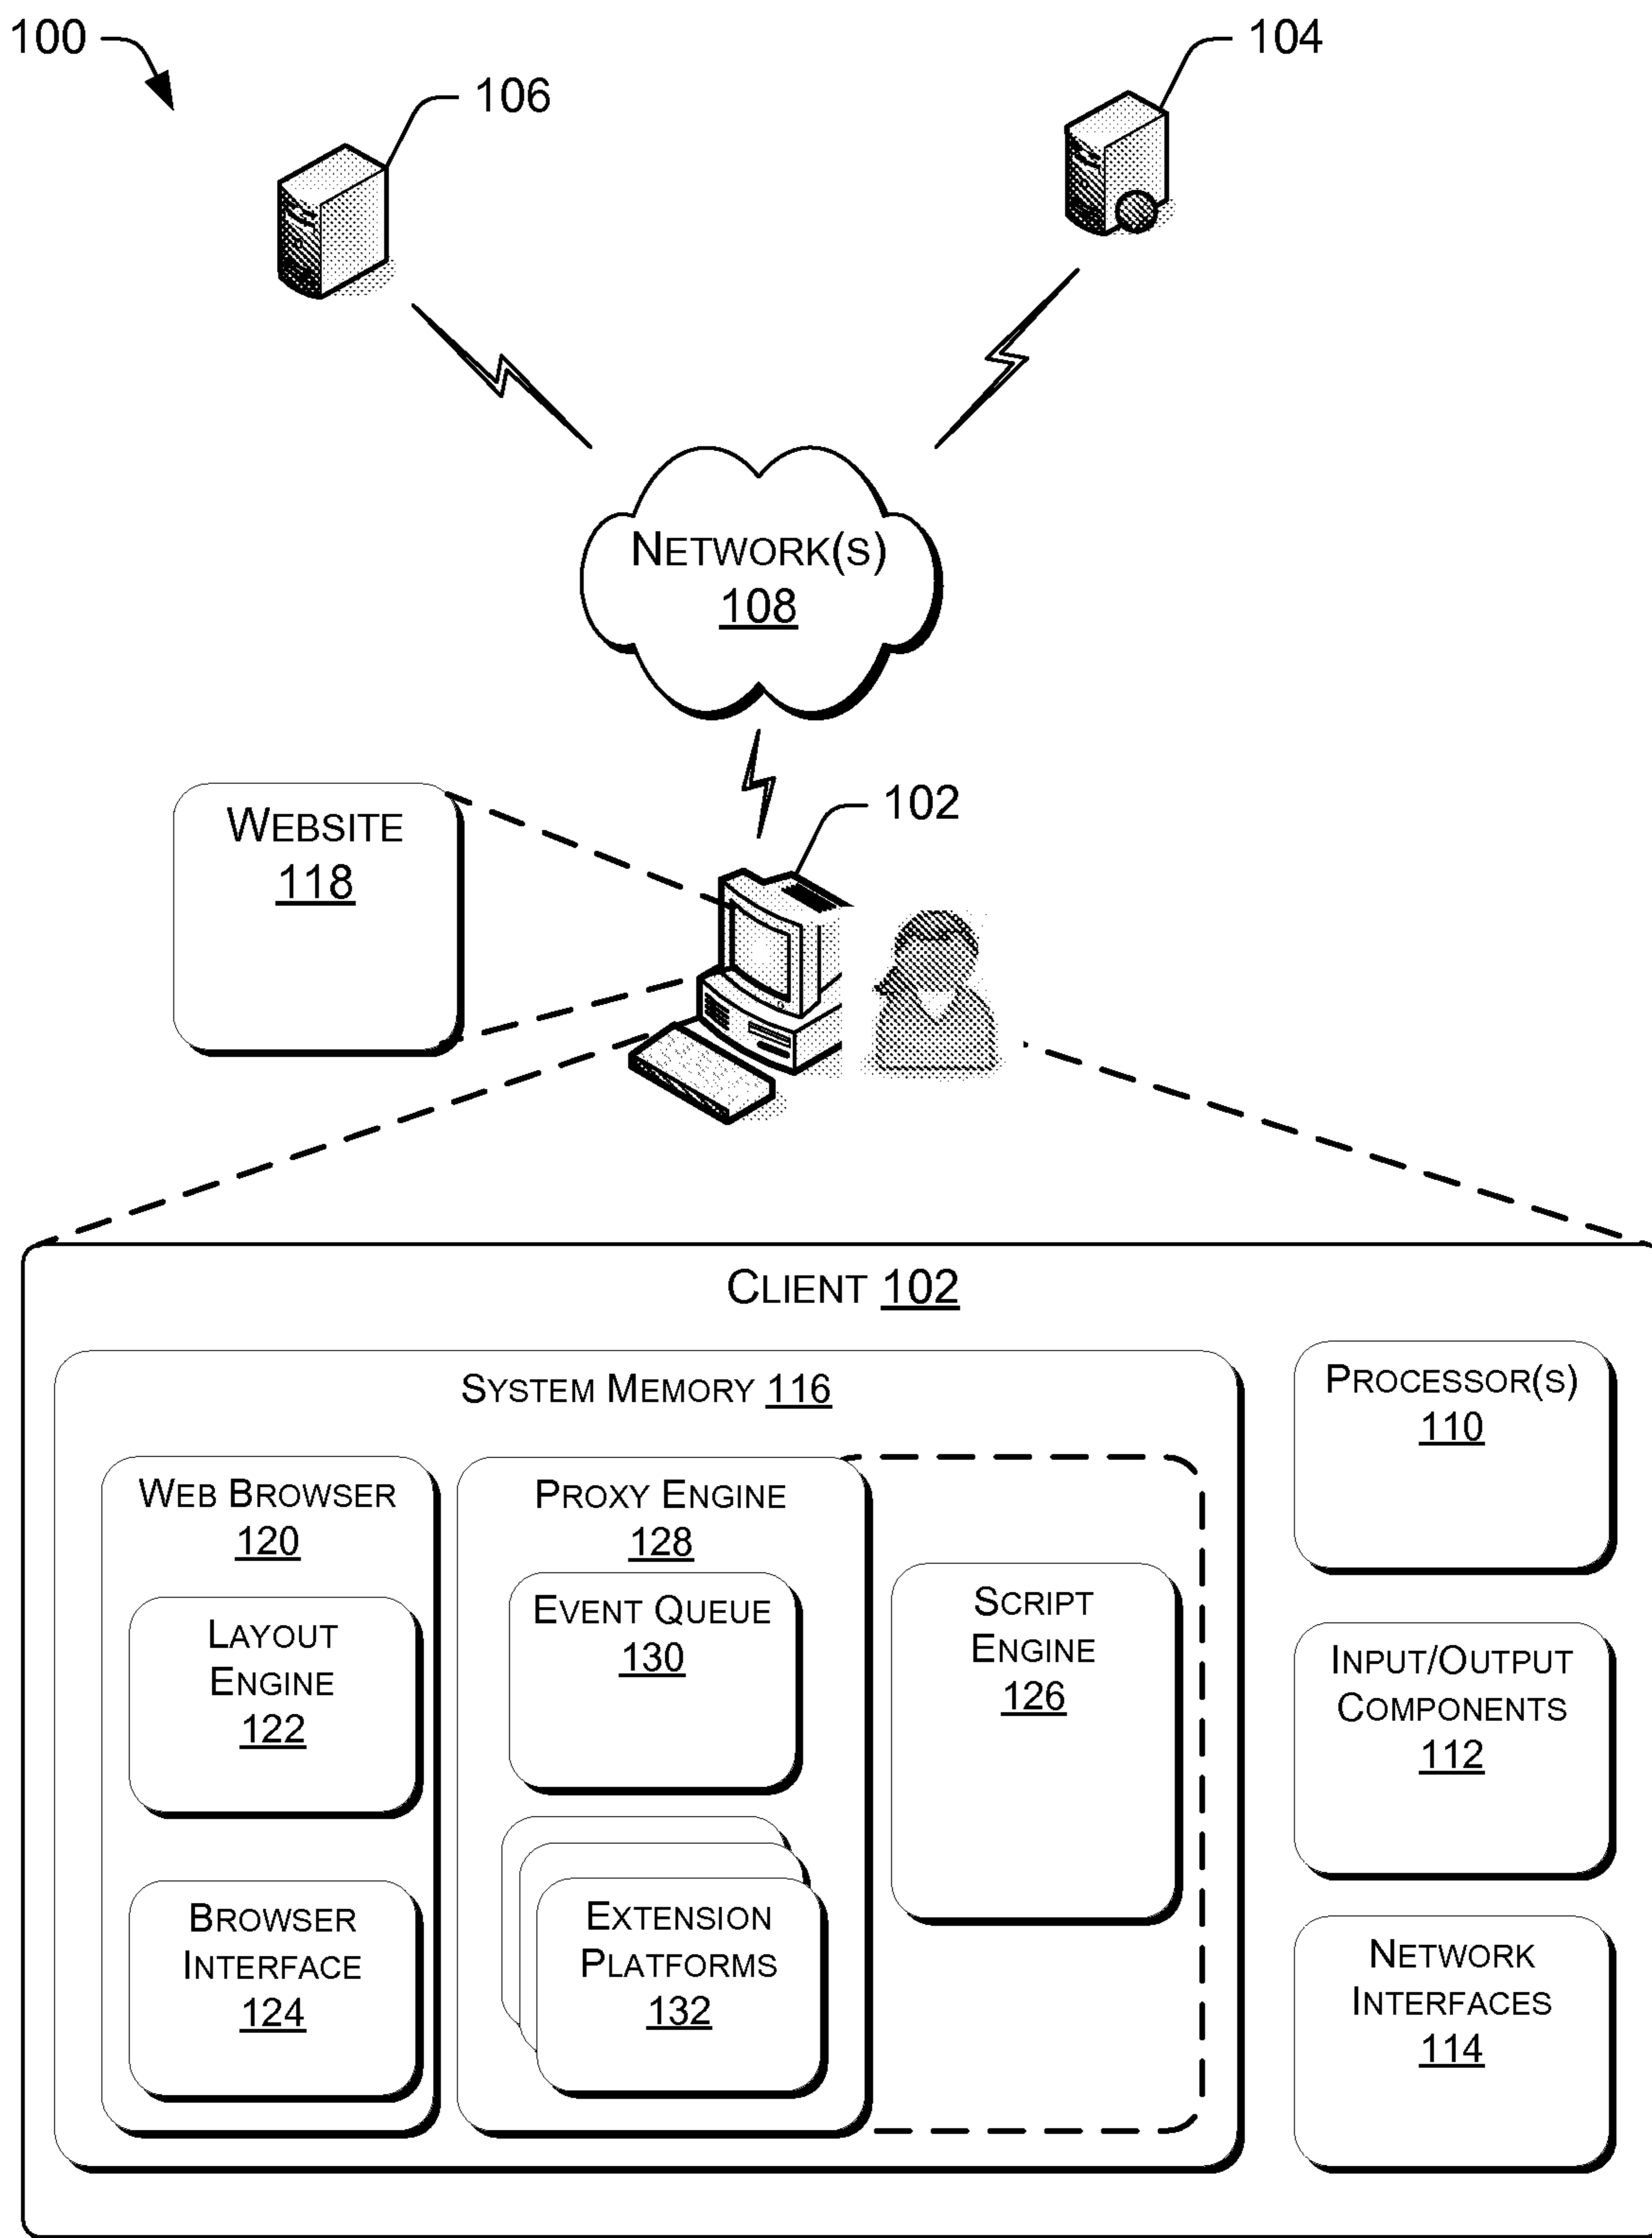 100
106
104
NETWORK(S)
108
WEBSITE
118
102
CLIENT 102
SYSTEM MEMORY 116
WEB BROWSER
120
LAYOUT
ENGINE
122
BROWSER
INTERFACE
124
PROXY ENGINE
128
EVENT QUEUE
130
EXTENSION
PLATFORMS
132
SCRIPT
ENGINE
126
PROCESSOR(S)
110
INPUT/OUTPUT
COMPONENTS
112
NETWORK
INTERFACES
114